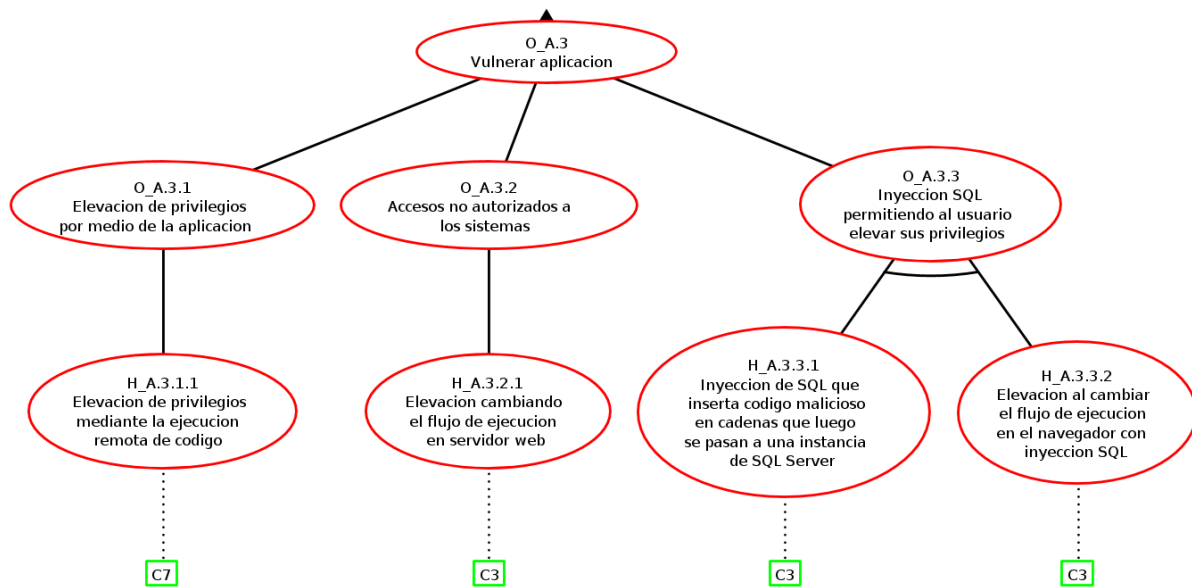 O_A.3
Vulnerar aplicacion
O_A.3.1
Elevacion de privilegios
por medio de la aplicacion
O_A.3.2
Accesos no autorizados a
los sistemas
O_A.3.3
Inyeccion SQL
permitiendo al usuario
elevar sus privilegios
H_A.3.1.1
Elevacion de privilegios
mediante la ejecucion
remota de codigo
H_A.3.2.1
Elevacion cambiando
el flujo de ejecucion
en servidor web
H_A.3.3.1
Inyeccion de SQL que
inserta codigo malicioso
en cadenas que luego
se pasan a una instancia
de SQL Server
H_A.3.3.2
Elevacion al cambiar
el flujo de ejecucion
en el navegador con
inyeccion SQL
C7
C3
C3
C3